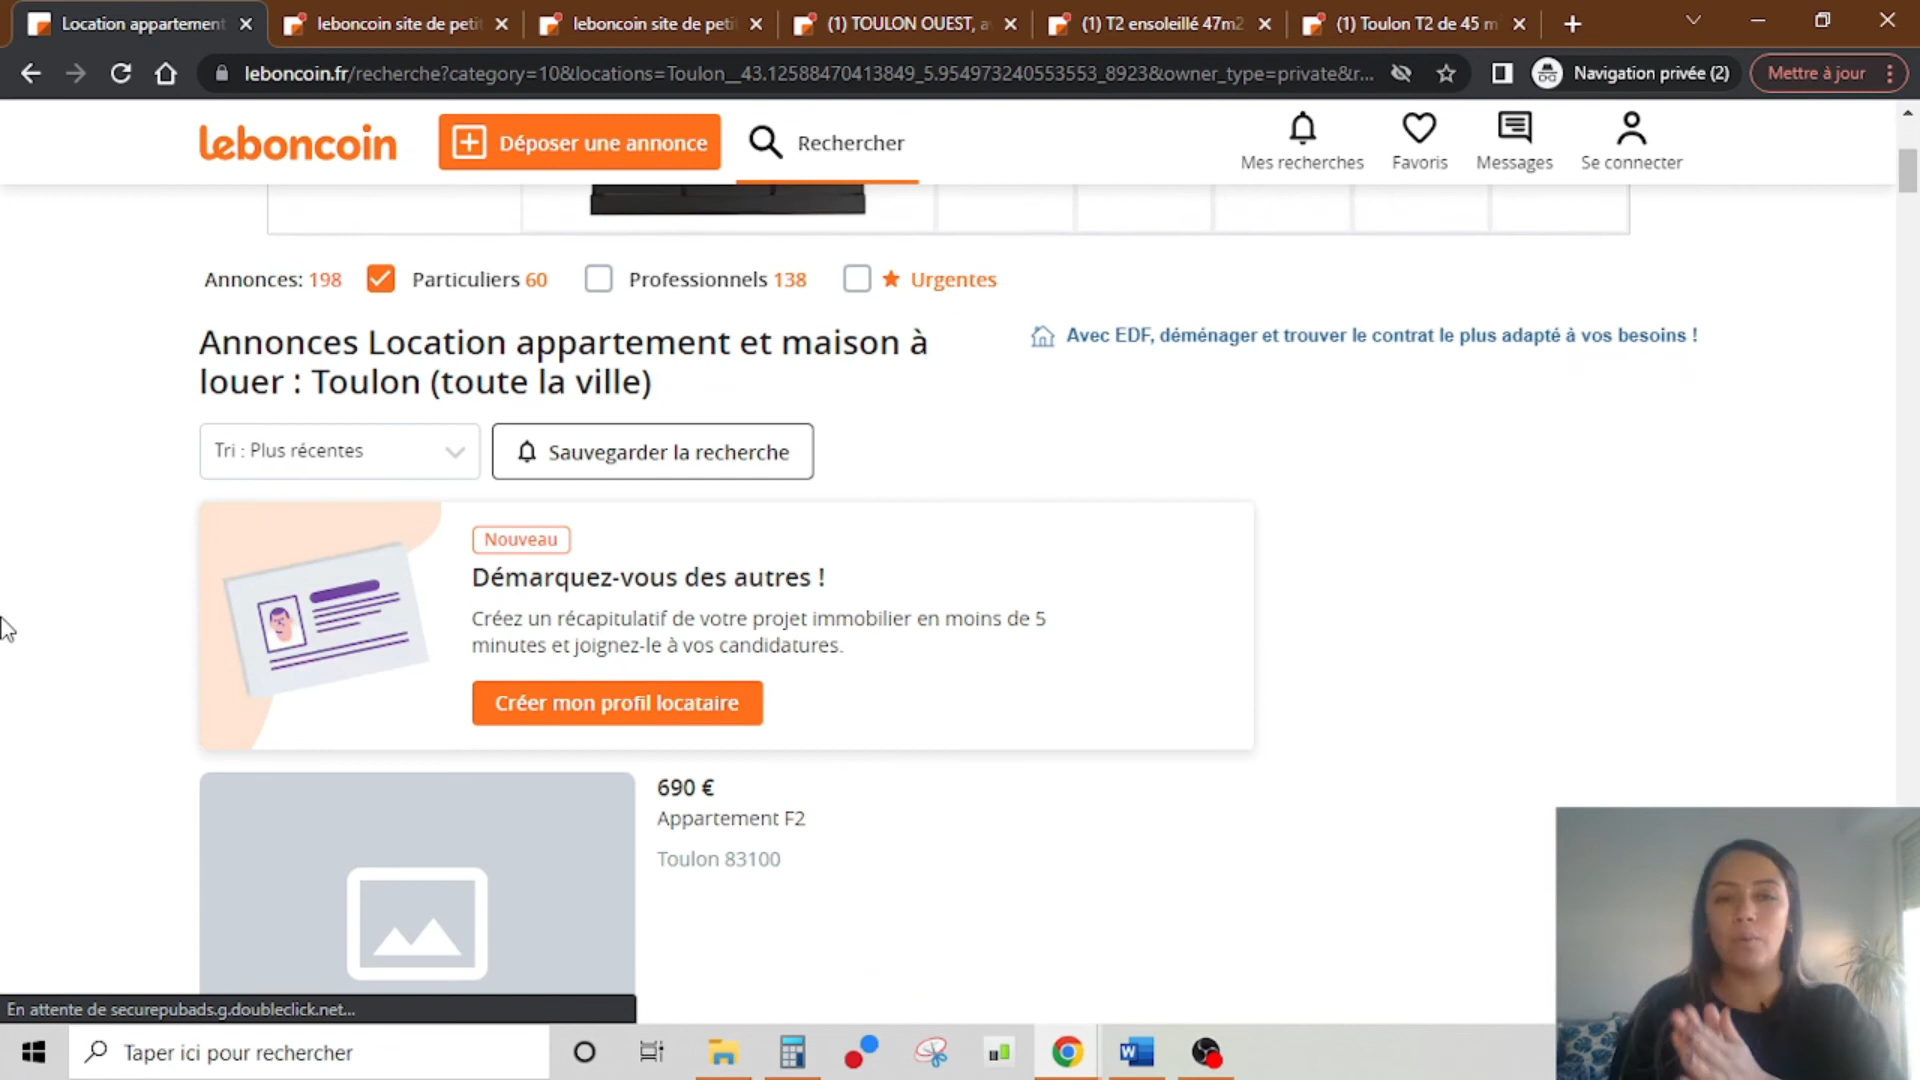 Location appartement
leboncoin site de petit
leboncoin site de peti
(1) TOULON OUEST, a
(1) T2 ensoleillé 47m2
(1) Toulon T2 de 45 m
leboncoin.fr/recherche?category=10&locations=Toulon__43.12588470413849_5.954973240553553_8923&owner_type=private&r...
Navigation privée (2)
Mettre à jour
leboncoin
Déposer une annonce
Rechercher
Mes recherches
Favoris
Messages
Se connecter
Annonces: 198
Particuliers 60
Professionnels 138
Urgentes
Annonces Location appartement et maison à
louer : Toulon (toute la ville)
Avec EDF, déménager et trouver le contrat le plus adapté à vos besoins !
Tri : Plus récentes
Sauvegarder la recherche
Nouveau
Démarquez-vous des autres !
Créez un récapitulatif de votre projet immobilier en moins de 5
minutes et joignez-le à vos candidatures.
Créer mon profil locataire
690 €
Appartement F2
Toulon 83100
En attente de securepubads.g.doubleclick.net...
Taper ici pour rechercher